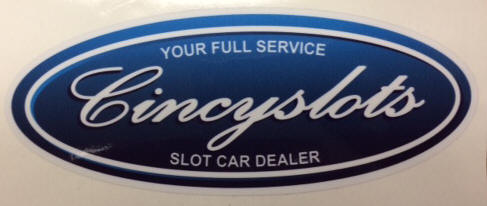 YOUR FULL SERVICE
Cincyslots
SLOT CAR DEALER